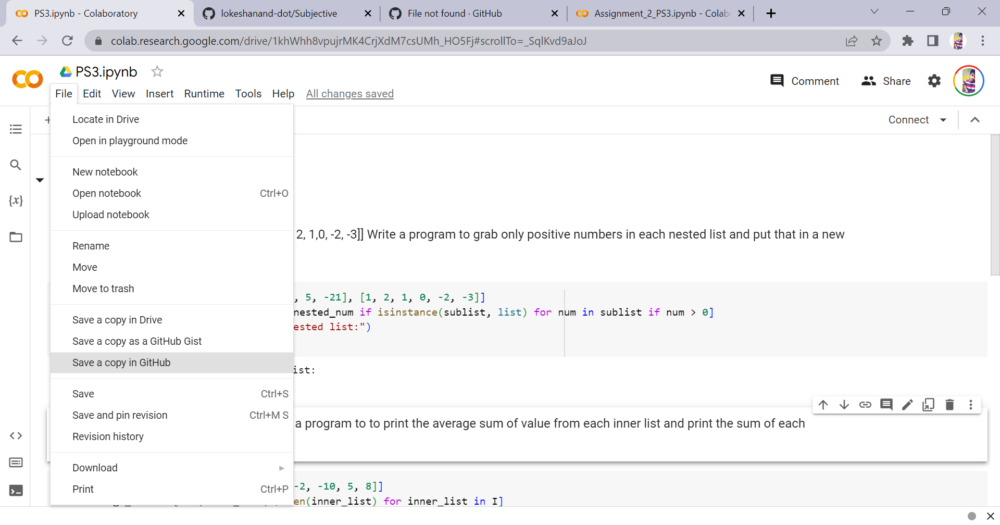 PS3.ipynb - Colaboratory
lokeshanand-dot/Subjective
File not found · GitHub
Assignment_2_PS3.ipynb - Colab
colab.research.google.com/drive/1khWhh8vpujrMK4CrjXdM7csUMh_HO5Fj#scrollTo=_SqlKvd9aJoJ
PS3.ipynb
Comment
Share
File Edit View Insert Runtime Tools Help All changes saved
Connect
Locate in Drive
Open in playground mode
New notebook
Open notebook Ctrl+O
Upload notebook
Rename
Move
Move to trash
Save a copy in Drive
Save a copy as a GitHub Gist
Save a copy in GitHub
Save Ctrl+S
Save and pin revision Ctrl+M S
Revision history
Download
Print Ctrl+P
{x}
2, 1,0, -2, -3]] Write a program to grab only positive numbers in each nested list and put that in a new
, 5, -21], [1, 2, 1, 0, -2, -3]]
nested_num if isinstance(sublist, list) for num in sublist if num > 0]
ested list:")
ist:
a program to to print the average sum of value from each inner list and print the sum of each
-2, -10, 5, 8]]
en(inner_list) for inner_list in I]